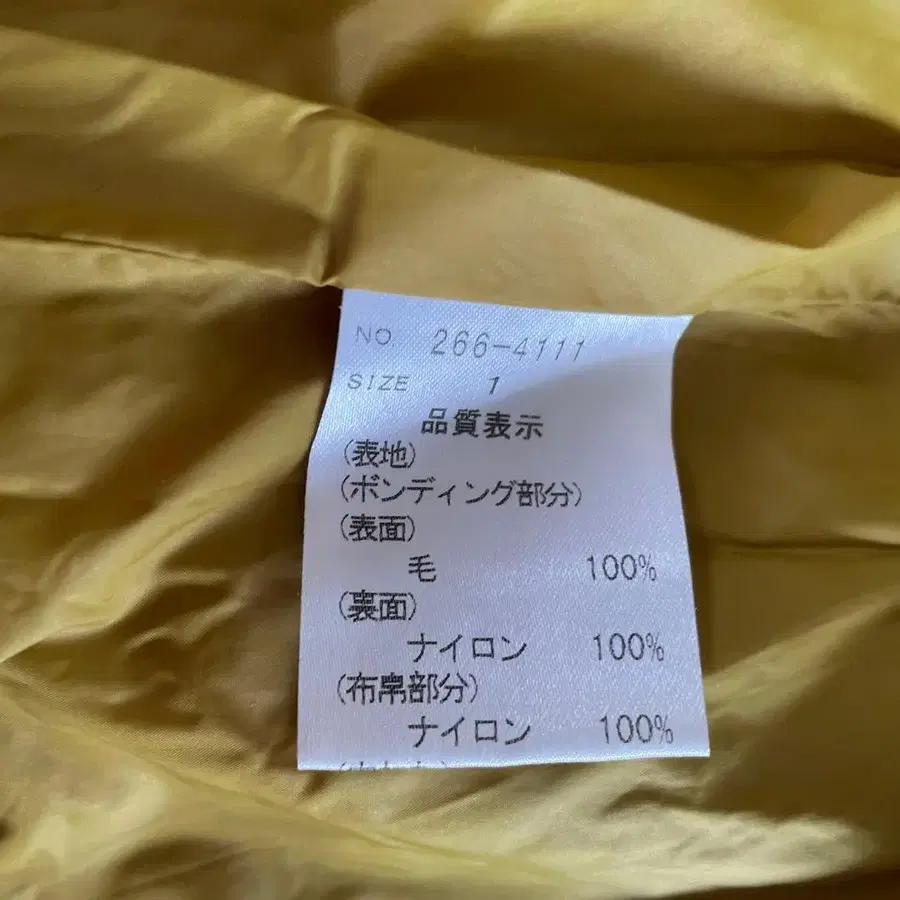 NO. 266-4111
SIZE 1
品質表示
(表地)
(ボンディング部分)
(表面)
毛 100%
(裏面)
ナイロン 100%
(布帛部分)
ナイロン 100%